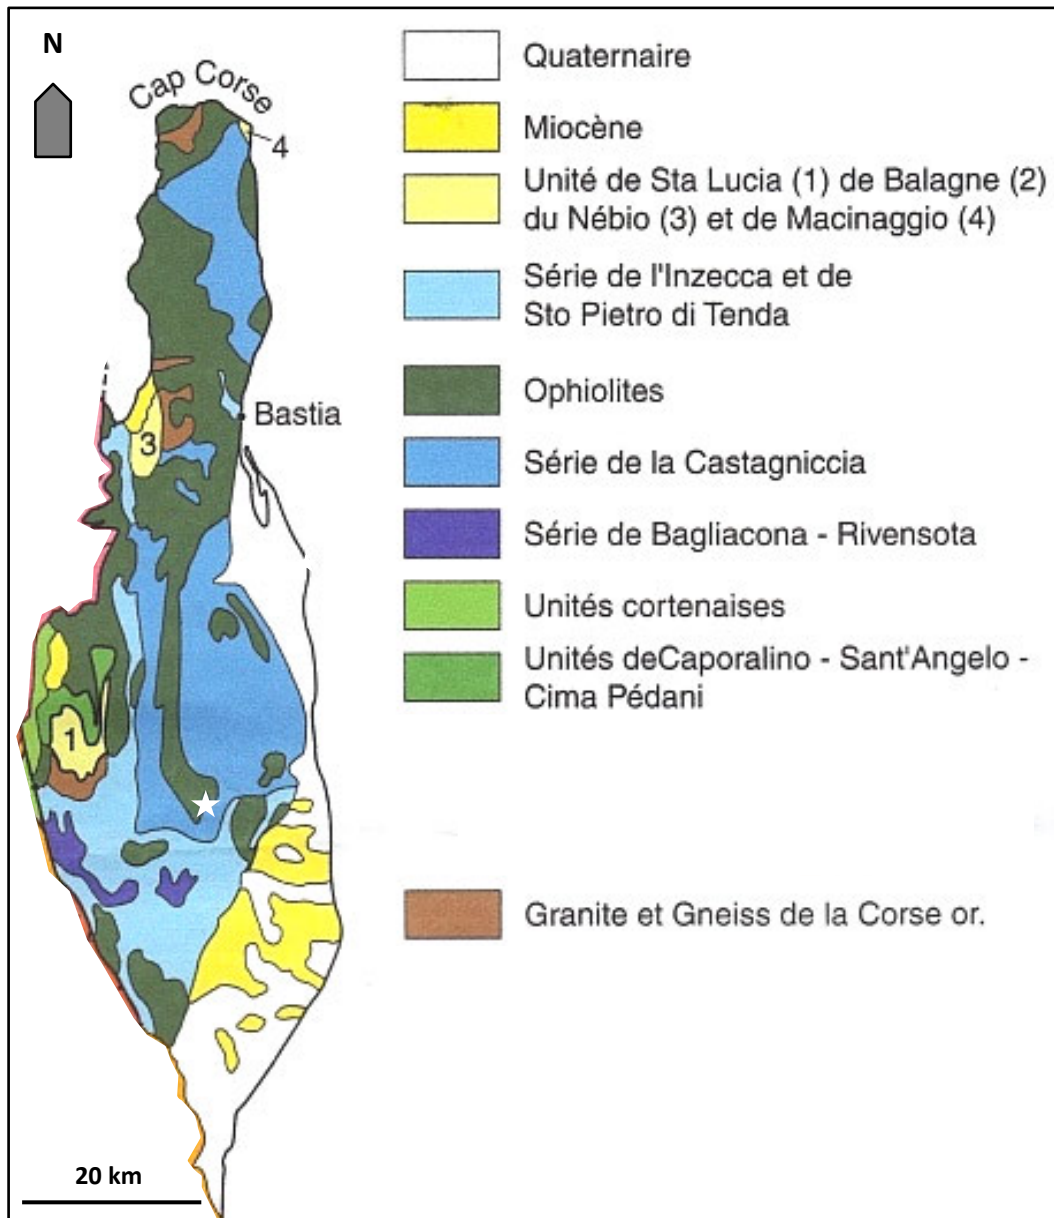 N
Cap Corse
4
3
Bastia
1
20 km
Quaternaire
Miocène
Unité de Sta Lucia (1) de Balagne (2)
du Nébio (3) et de Macinaggio (4)
Série de l'Inzecca et de
Sto Pietro di Tenda
Ophiolites
Série de la Castagniccia
Série de Bagliacona - Rivensota
Unités cortenaises
Unités deCaporalino - Sant'Angelo -
Cima Pédani
Granite et Gneiss de la Corse or.